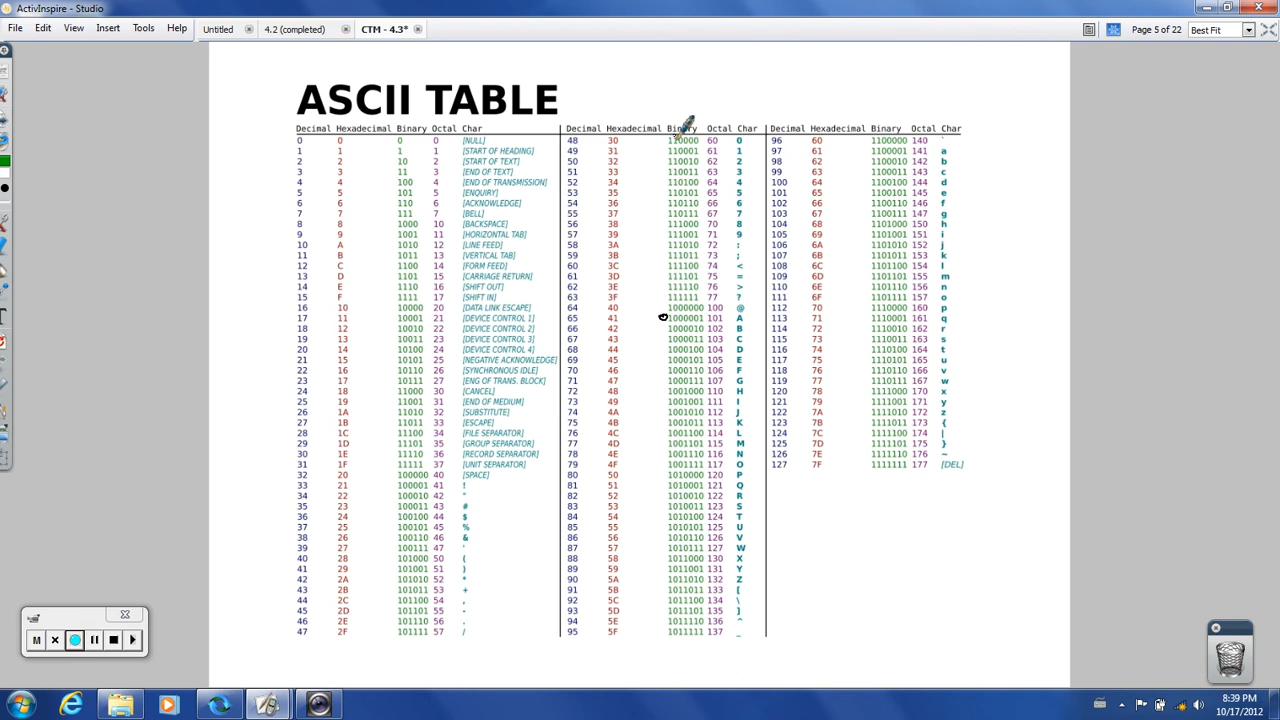 ActivInspire - Studio
File Edit View Insert Tools Help Untitled 4.2 (completed) CTM - 4.3* Page 5 of 22 Best Fit
ASCII TABLE
Decimal Hexadecimal Binary Octal Char
0 0 0 0 [NULL]
1 1 1 1 [START OF HEADING]
2 2 10 2 [START OF TEXT]
3 3 11 3 [END OF TEXT]
4 4 100 4 [END OF TRANSMISSION]
5 5 101 5 [ENQUIRY]
6 6 110 6 [ACKNOWLEDGE]
7 7 111 7 [BELL]
8 8 1000 10 [BACKSPACE]
9 9 1001 11 [HORIZONTAL TAB]
10 A 1010 12 [LINE FEED]
11 B 1011 13 [VERTICAL TAB]
12 C 1100 14 [FORM FEED]
13 D 1101 15 [CARRIAGE RETURN]
14 E 1110 16 [SHIFT OUT]
15 F 1111 17 [SHIFT IN]
16 10 10000 20 [DATA LINK ESCAPE]
17 11 10001 21 [DEVICE CONTROL 1]
18 12 10010 22 [DEVICE CONTROL 2]
19 13 10011 23 [DEVICE CONTROL 3]
20 14 10100 24 [DEVICE CONTROL 4]
21 15 10101 25 [NEGATIVE ACKNOWLEDGE]
22 16 10110 26 [SYNCHRONOUS IDLE]
23 17 10111 27 [ENG OF TRANS. BLOCK]
24 18 11000 30 [CANCEL]
25 19 11001 31 [END OF MEDIUM]
26 1A 11010 32 [SUBSTITUTE]
27 1B 11011 33 [ESCAPE]
28 1C 11100 34 [FILE SEPARATOR]
29 1D 11101 35 [GROUP SEPARATOR]
30 1E 11110 36 [RECORD SEPARATOR]
31 1F 11111 37 [UNIT SEPARATOR]
32 20 100000 40 [SPACE]
33 21 100001 41 !
34 22 100010 42 "
35 23 100011 43 #
36 24 100100 44 $
37 25 100101 45 %
38 26 100110 46 &
39 27 100111 47 '
40 28 101000 50 (
41 29 101001 51 )
42 2A 101010 52 *
43 2B 101011 53 +
44 2C 101100 54 ,
45 2D 101101 55 -
46 2E 101110 56 .
47 2F 101111 57 /
Decimal Hexadecimal Binary Octal Char
48 30 110000 60 0
49 31 110001 61 1
50 32 110010 62 2
51 33 110011 63 3
52 34 110100 64 4
53 35 110101 65 5
54 36 110110 66 6
55 37 110111 67 7
56 38 111000 70 8
57 39 111001 71 9
58 3A 111010 72 :
59 3B 111011 73 ;
60 3C 111100 74 <
61 3D 111101 75 =
62 3E 111110 76 >
63 3F 111111 77 ?
64 40 1000000 100 @
65 41 1000001 101 A
66 42 1000010 102 B
67 43 1000011 103 C
68 44 1000100 104 D
69 45 1000101 105 E
70 46 1000110 106 F
71 47 1000111 107 G
72 48 1001000 110 H
73 49 1001001 111 I
74 4A 1001010 112 J
75 4B 1001011 113 K
76 4C 1001100 114 L
77 4D 1001101 115 M
78 4E 1001110 116 N
79 4F 1001111 117 O
80 50 1010000 120 P
81 51 1010001 121 Q
82 52 1010010 122 R
83 53 1010011 123 S
84 54 1010100 124 T
85 55 1010101 125 U
86 56 1010110 126 V
87 57 1010111 127 W
88 58 1011000 130 X
89 59 1011001 131 Y
90 5A 1011010 132 Z
91 5B 1011011 133 [
92 5C 1011100 134 \
93 5D 1011101 135 ]
94 5E 1011110 136 ^
95 5F 1011111 137 _
Decimal Hexadecimal Binary Octal Char
96 60 1100000 140
97 61 1100001 141 a
98 62 1100010 142 b
99 63 1100011 143 c
100 64 1100100 144 d
101 65 1100101 145 e
102 66 1100110 146 f
103 67 1100111 147 g
104 68 1101000 150 h
105 69 1101001 151 i
106 6A 1101010 152 j
107 6B 1101011 153 k
108 6C 1101100 154 l
109 6D 1101101 155 m
110 6E 1101110 156 n
111 6F 1101111 157 o
112 70 1110000 160 p
113 71 1110001 161 q
114 72 1110010 162 r
115 73 1110011 163 s
116 74 1110100 164 t
117 75 1110101 165 u
118 76 1110110 166 v
119 77 1110111 167 w
120 78 1111000 170 x
121 79 1111001 171 y
122 7A 1111010 172 z
123 7B 1111011 173 {
124 7C 1111100 174 |
125 7D 1111101 175 }
126 7E 1111110 176 ~
127 7F 1111111 177 [DEL]
M
8:39 PM
10/17/2012